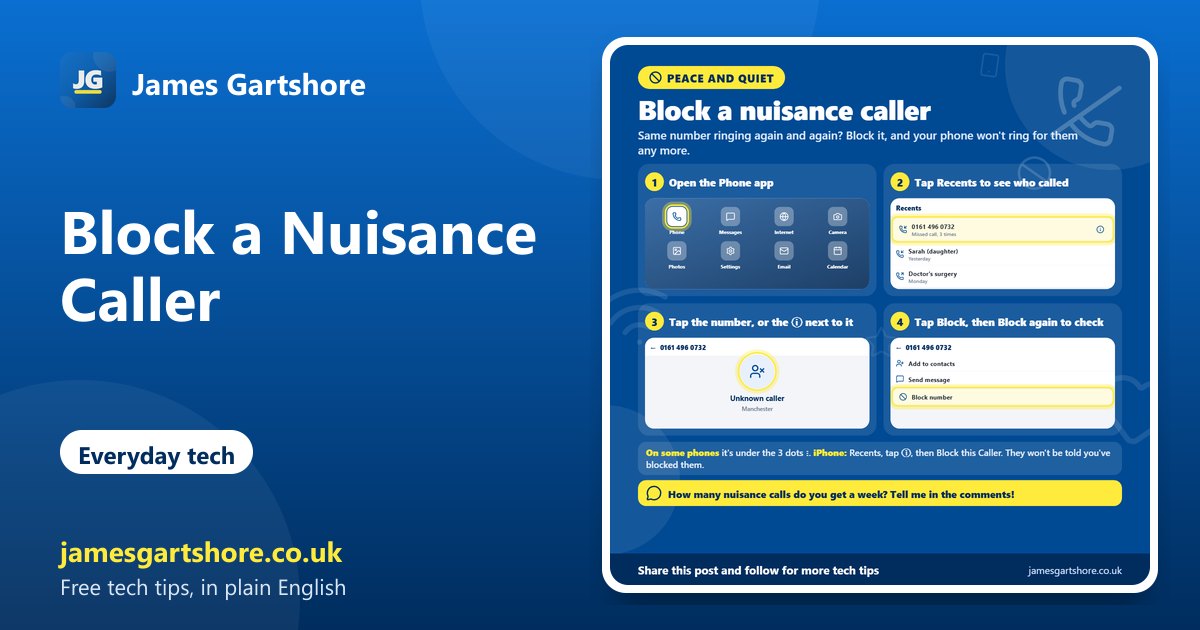 JG
James Gartshore
Block a Nuisance
Caller
Everyday tech
jamesgartshore.co.uk
Free tech tips, in plain English
PEACE AND QUIET
Block a nuisance caller
Same number ringing again and again? Block it, and your phone won't ring for them
any more.
1 Open the Phone app
Phone
Messages
Internet
Camera
Photos
Settings
Email
Calendar
2 Tap Recents to see who called
Recents
0161 496 0732
Missed call, 3 times
Sarah (daughter)
Yesterday
Doctor's surgery
Monday
3 Tap the number, or the ⓘ next to it
← 0161 496 0732
Unknown caller
Manchester
4 Tap Block, then Block again to check
← 0161 496 0732
Add to contacts
Send message
Block number
On some phones it's under the 3 dots ⋮. iPhone: Recents, tap ⓘ, then Block this Caller. They won't be told you've
blocked them.
How many nuisance calls do you get a week? Tell me in the comments!
Share this post and follow for more tech tips
jamesgartshore.co.uk